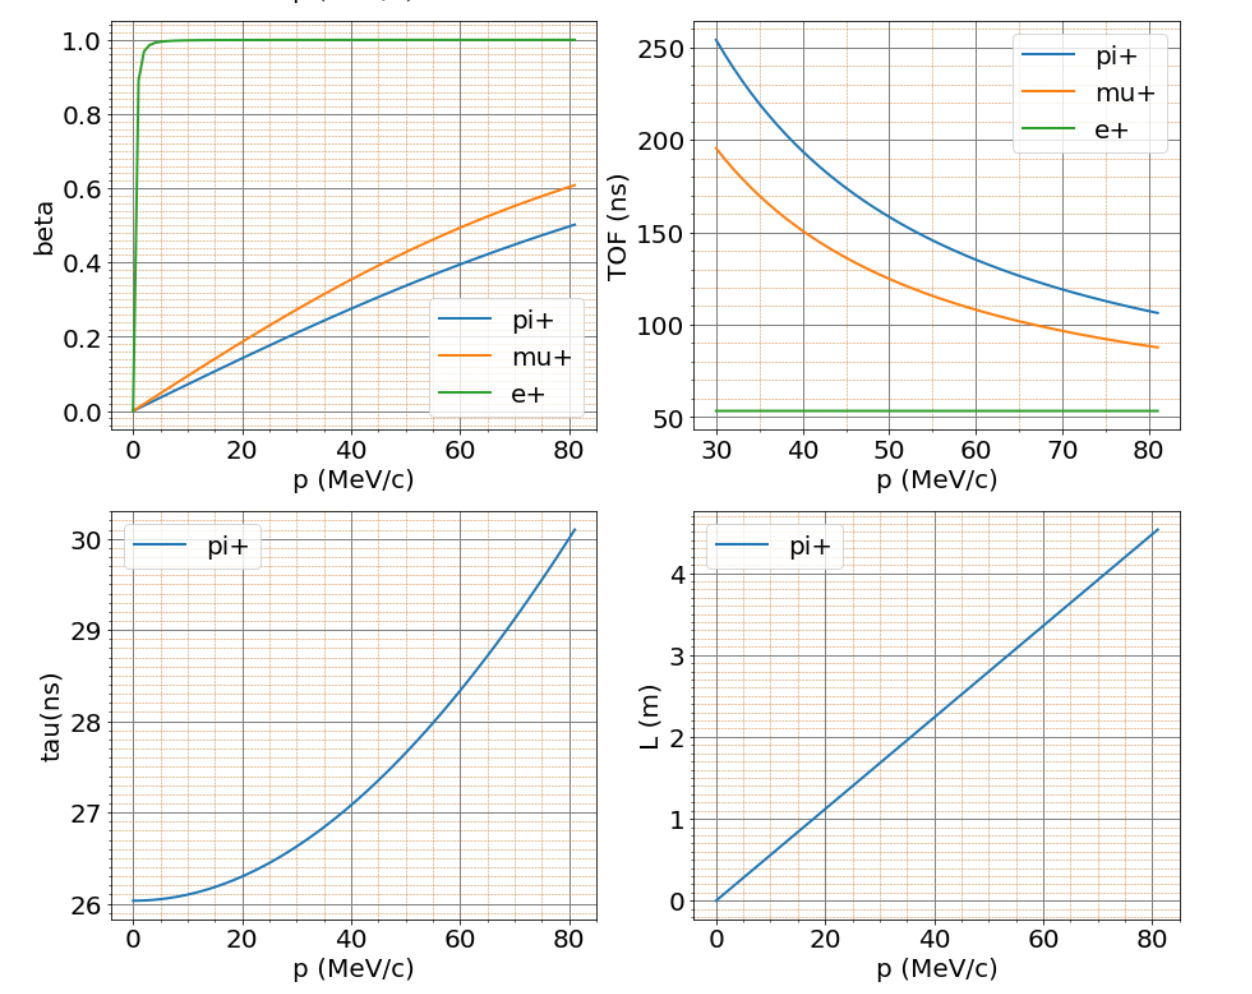 1.0
0.8
0.6
0.4
0.2
0.0
beta
pi+
mu+
e+
0 20 40 60 80
p (MeV/c)
250
200
150
100
50
TOF (ns)
pi+
mu+
e+
30 40 50 60 70 80
p (MeV/c)
30
29
28
27
26
tau(ns)
pi+
0 20 40 60 80
p (MeV/c)
4
3
2
1
0
L (m)
pi+
0 20 40 60 80
p (MeV/c)